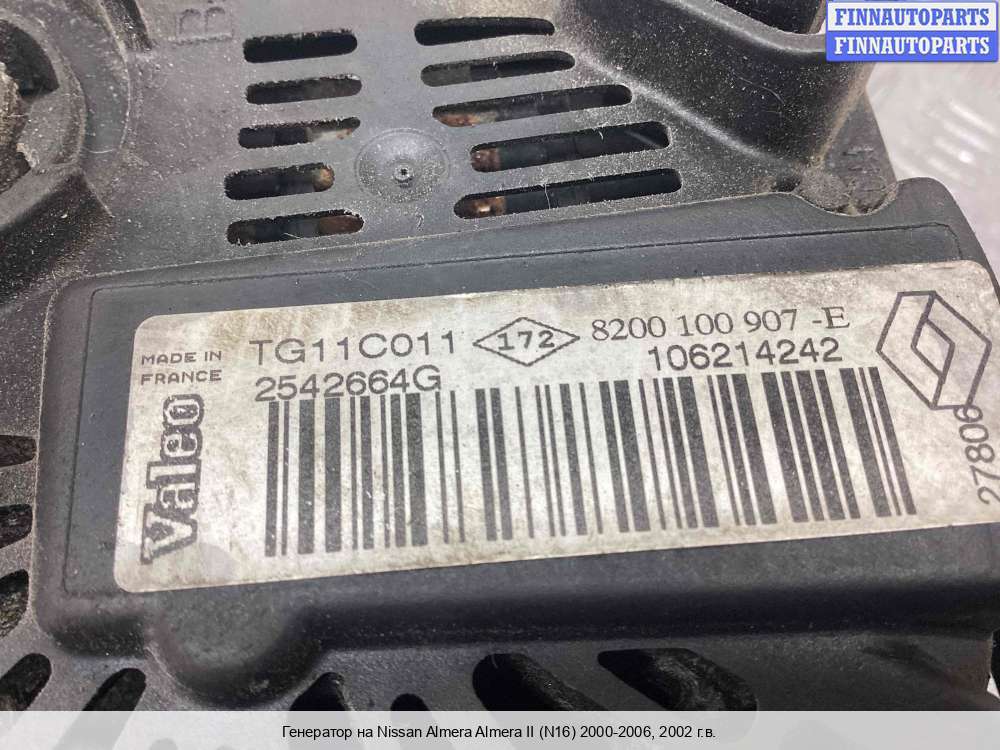 FINNAUTOPARTS
FINNAUTOPARTS
MADE IN
FRANCE
TG11C011
172
8200 100 907 -E
2542664G
106214242
Valeo
27806
Генератор на Nissan Almera Almera II (N16) 2000-2006, 2002 г.в.